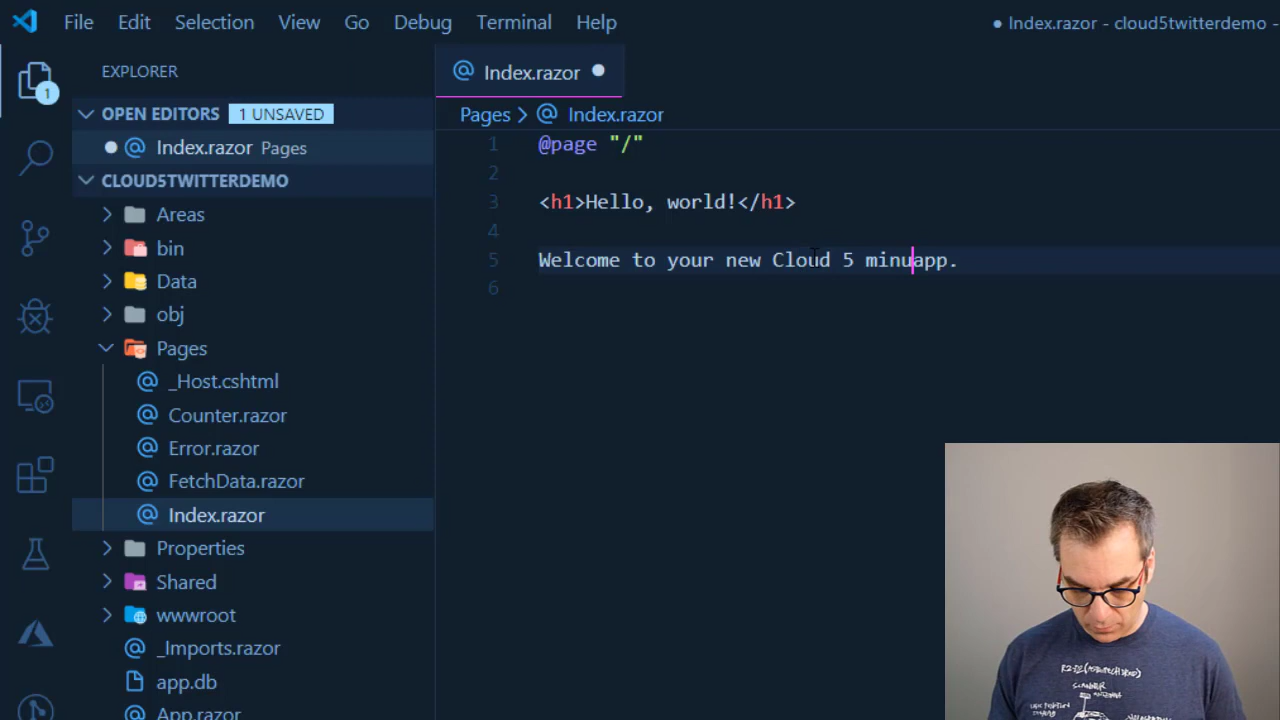 File Edit Selection View Go Debug Terminal Help
● Index.razor - cloud5twitterdemo -
EXPLORER
1
OPEN EDITORS 1 UNSAVED
Index.razor Pages
CLOUD5TWITTERDEMO
Areas
bin
Data
obj
Pages
_Host.cshtml
Counter.razor
Error.razor
FetchData.razor
Index.razor
Properties
Shared
wwwroot
_Imports.razor
app.db
App.razor
Index.razor
Pages > Index.razor
1 @page "/"
2
3 <h1>Hello, world!</h1>
4
5 Welcome to your new Cloud 5 minuapp.
6